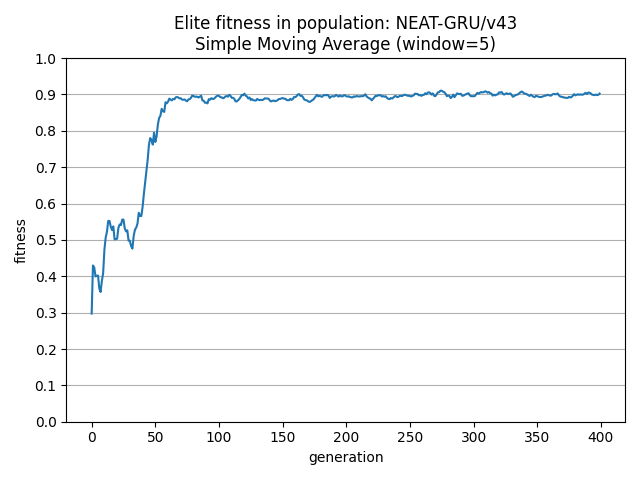 Elite fitness in population: NEAT-GRU/v43
Simple Moving Average (window=5)
1.0
0.9
0.8
0.7
0.6
0.5
0.4
0.3
0.2
0.1
0.0
fitness
0 50 100 150 200 250 300 350 400
generation